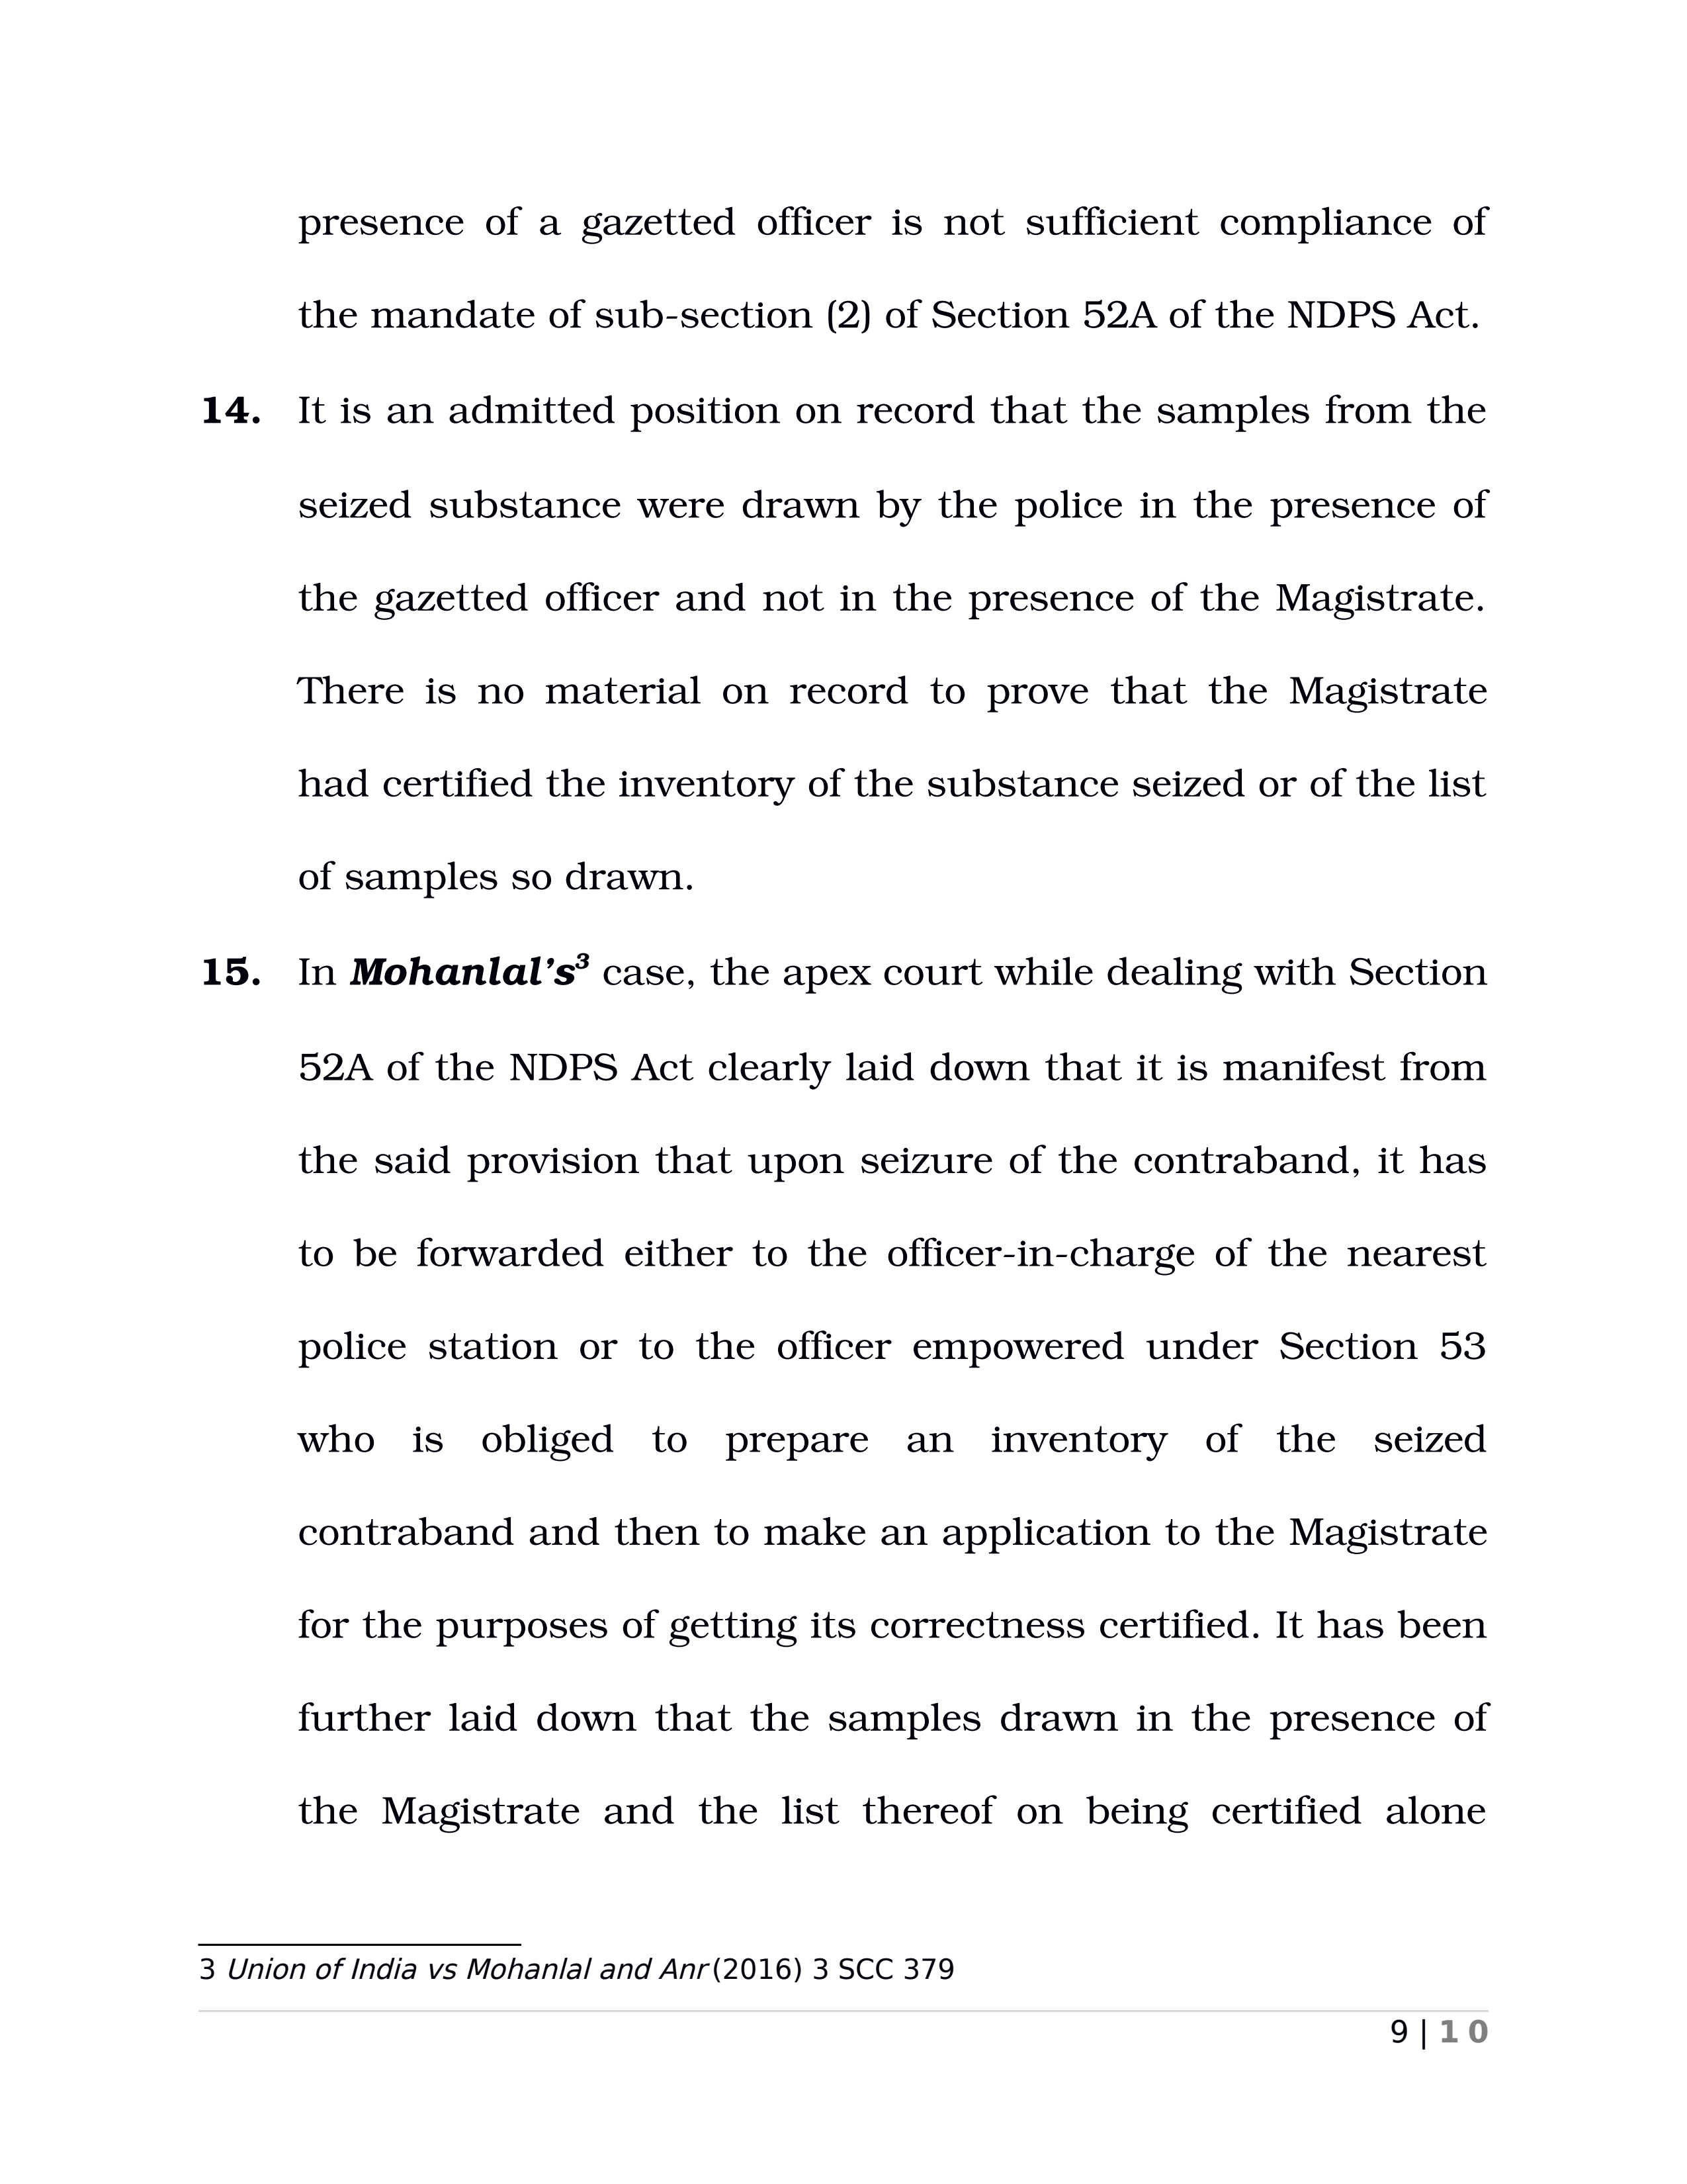 presence of a gazetted officer is not sufficient compliance of
the mandate of sub-section (2) of Section 52A of the NDPS Act.
14. It is an admitted position on record that the samples from the
seized substance were drawn by the police in the presence of
the gazetted officer and not in the presence of the Magistrate.
There is no material on record to prove that the Magistrate
had certified the inventory of the substance seized or of the list
of samples so drawn.
15. In Mohanlal’s3 case, the apex court while dealing with Section
52A of the NDPS Act clearly laid down that it is manifest from
the said provision that upon seizure of the contraband, it has
to be forwarded either to the officer-in-charge of the nearest
police station or to the officer empowered under Section 53
who is obliged to prepare an inventory of the seized
contraband and then to make an application to the Magistrate
for the purposes of getting its correctness certified. It has been
further laid down that the samples drawn in the presence of
the Magistrate and the list thereof on being certified alone
3 Union of India vs Mohanlal and Anr (2016) 3 SCC 379
9 | 1 0